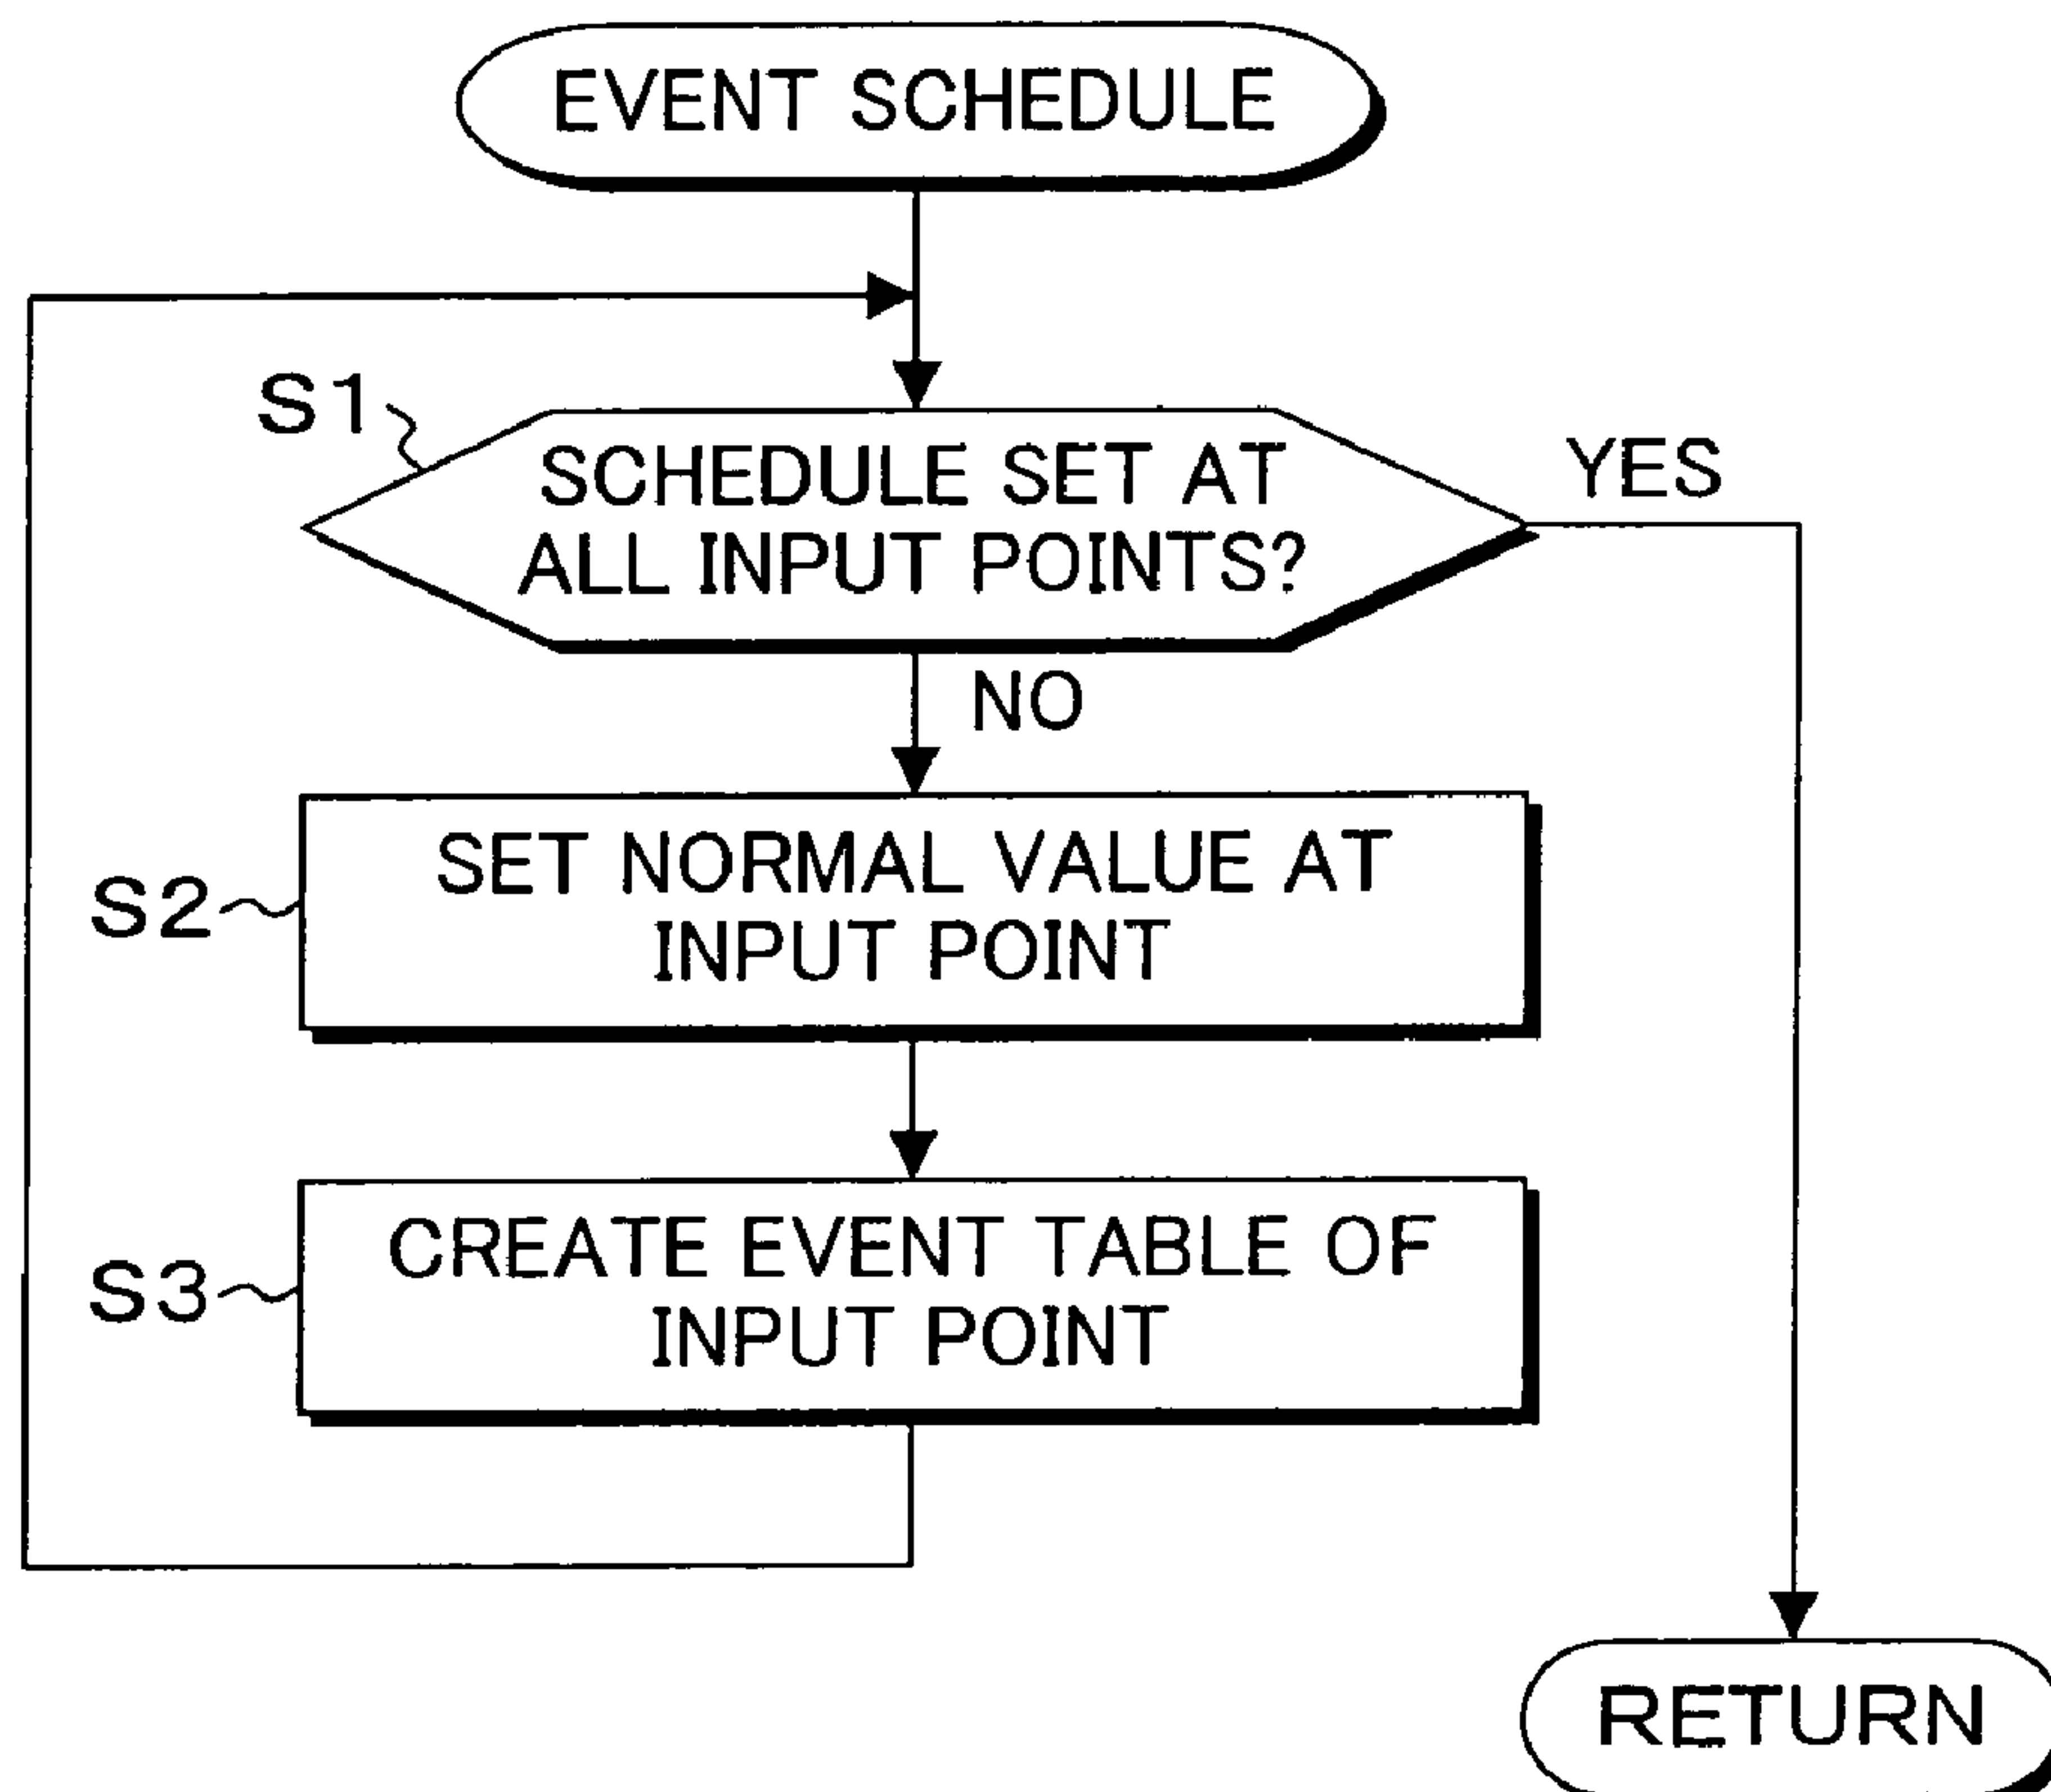 EVENT SCHEDULE
S1
SCHEDULE SET AT
ALL INPUT POINTS?
YES
NO
S2
SET NORMAL VALUE AT
INPUT POINT
S3
CREATE EVENT TABLE OF
INPUT POINT
RETURN